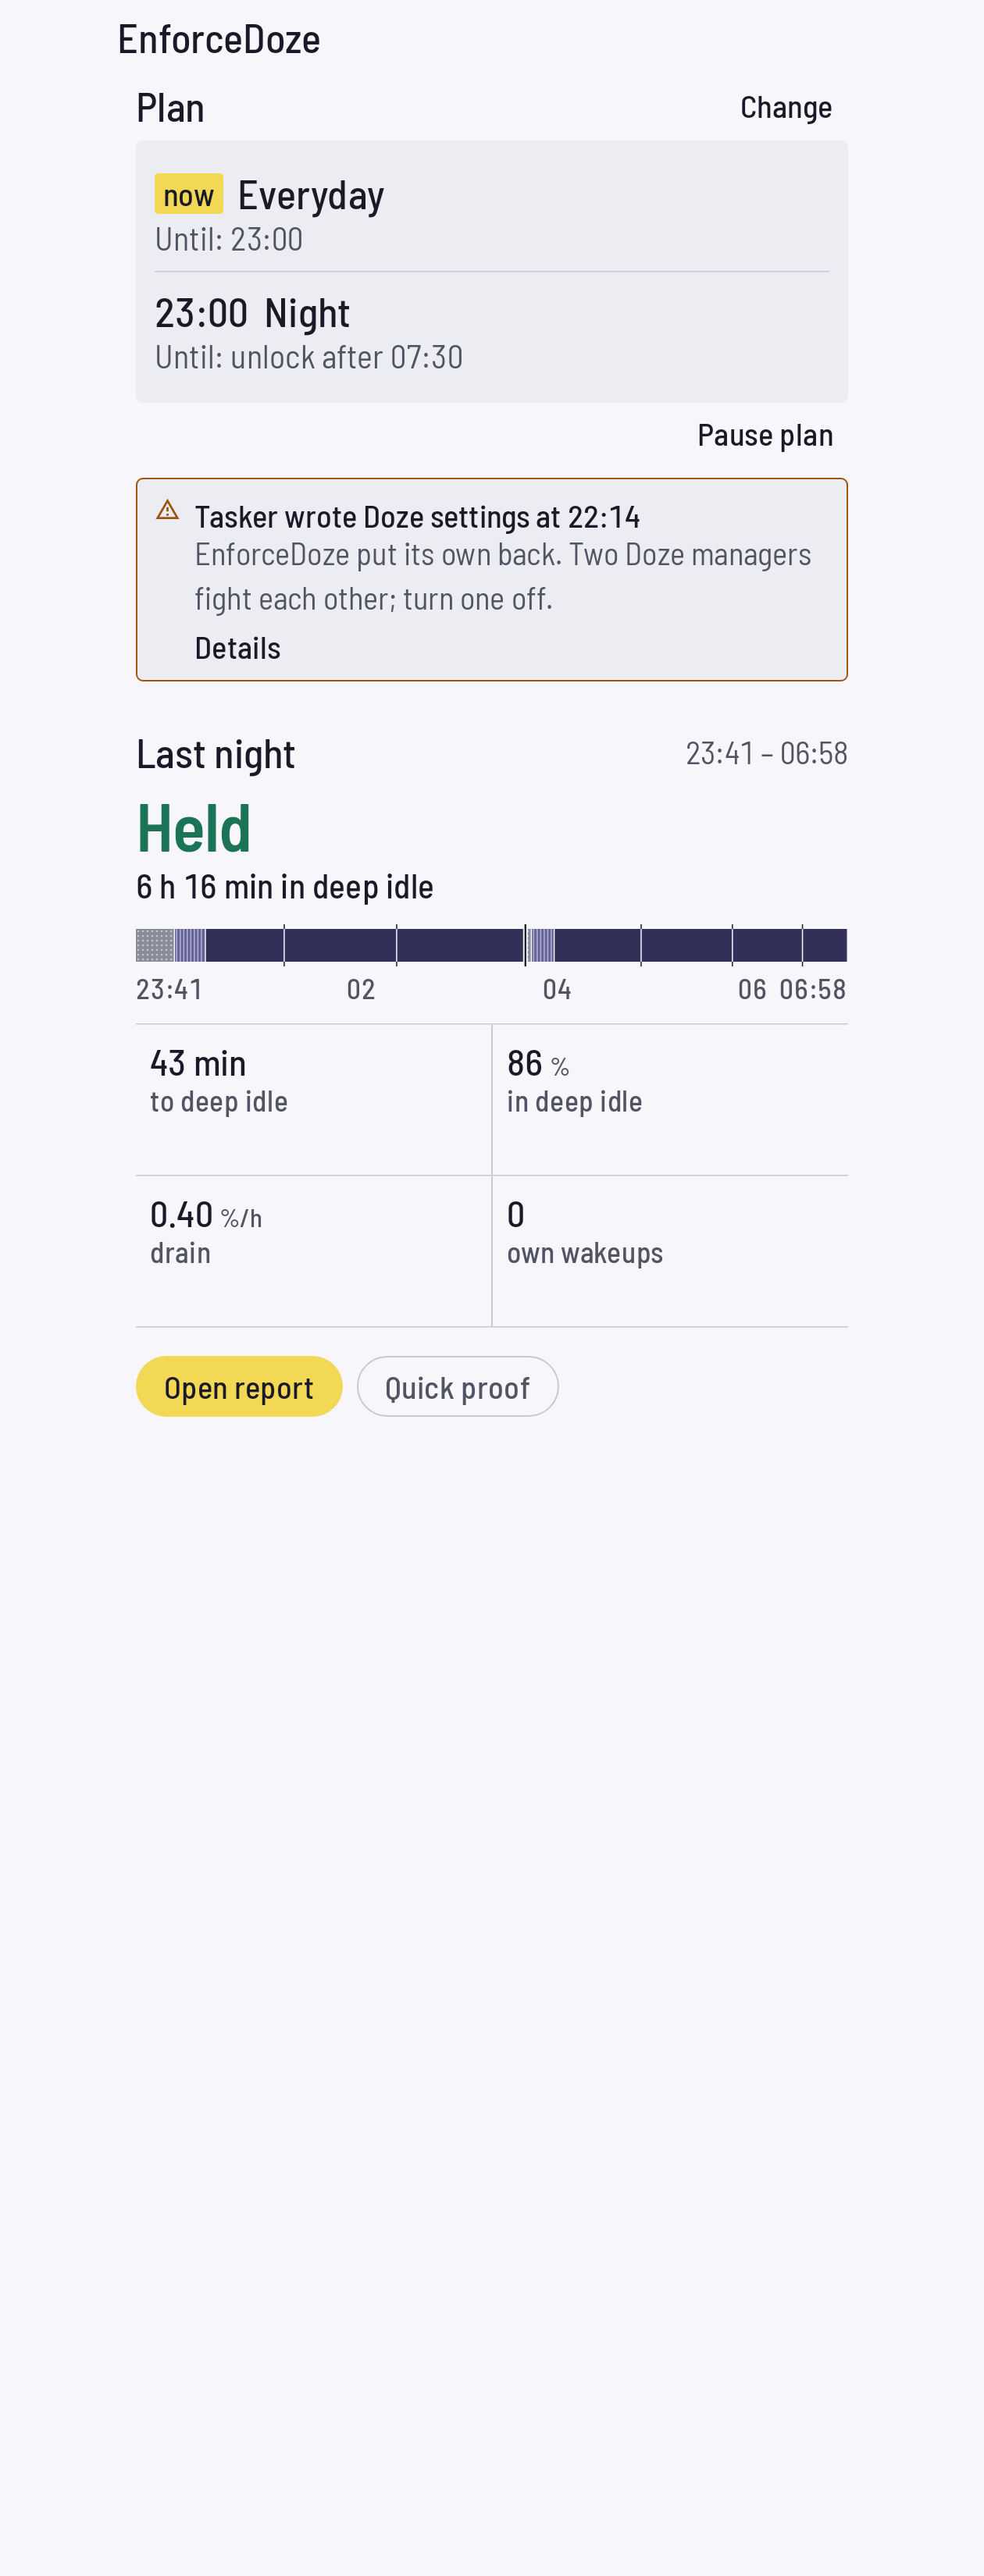 EnforceDoze
Plan
Change
now Everyday
Until: 23:00
23:00 Night
Until: unlock after 07:30
Pause plan
Tasker wrote Doze settings at 22:14
EnforceDoze put its own back. Two Doze managers
fight each other; turn one off.
Details
Last night
23:41 – 06:58
Held
6 h 16 min in deep idle
23:41 02 04 06 06:58
43 min
to deep idle
86 %
in deep idle
0.40 %/h
drain
0
own wakeups
Open report
Quick proof